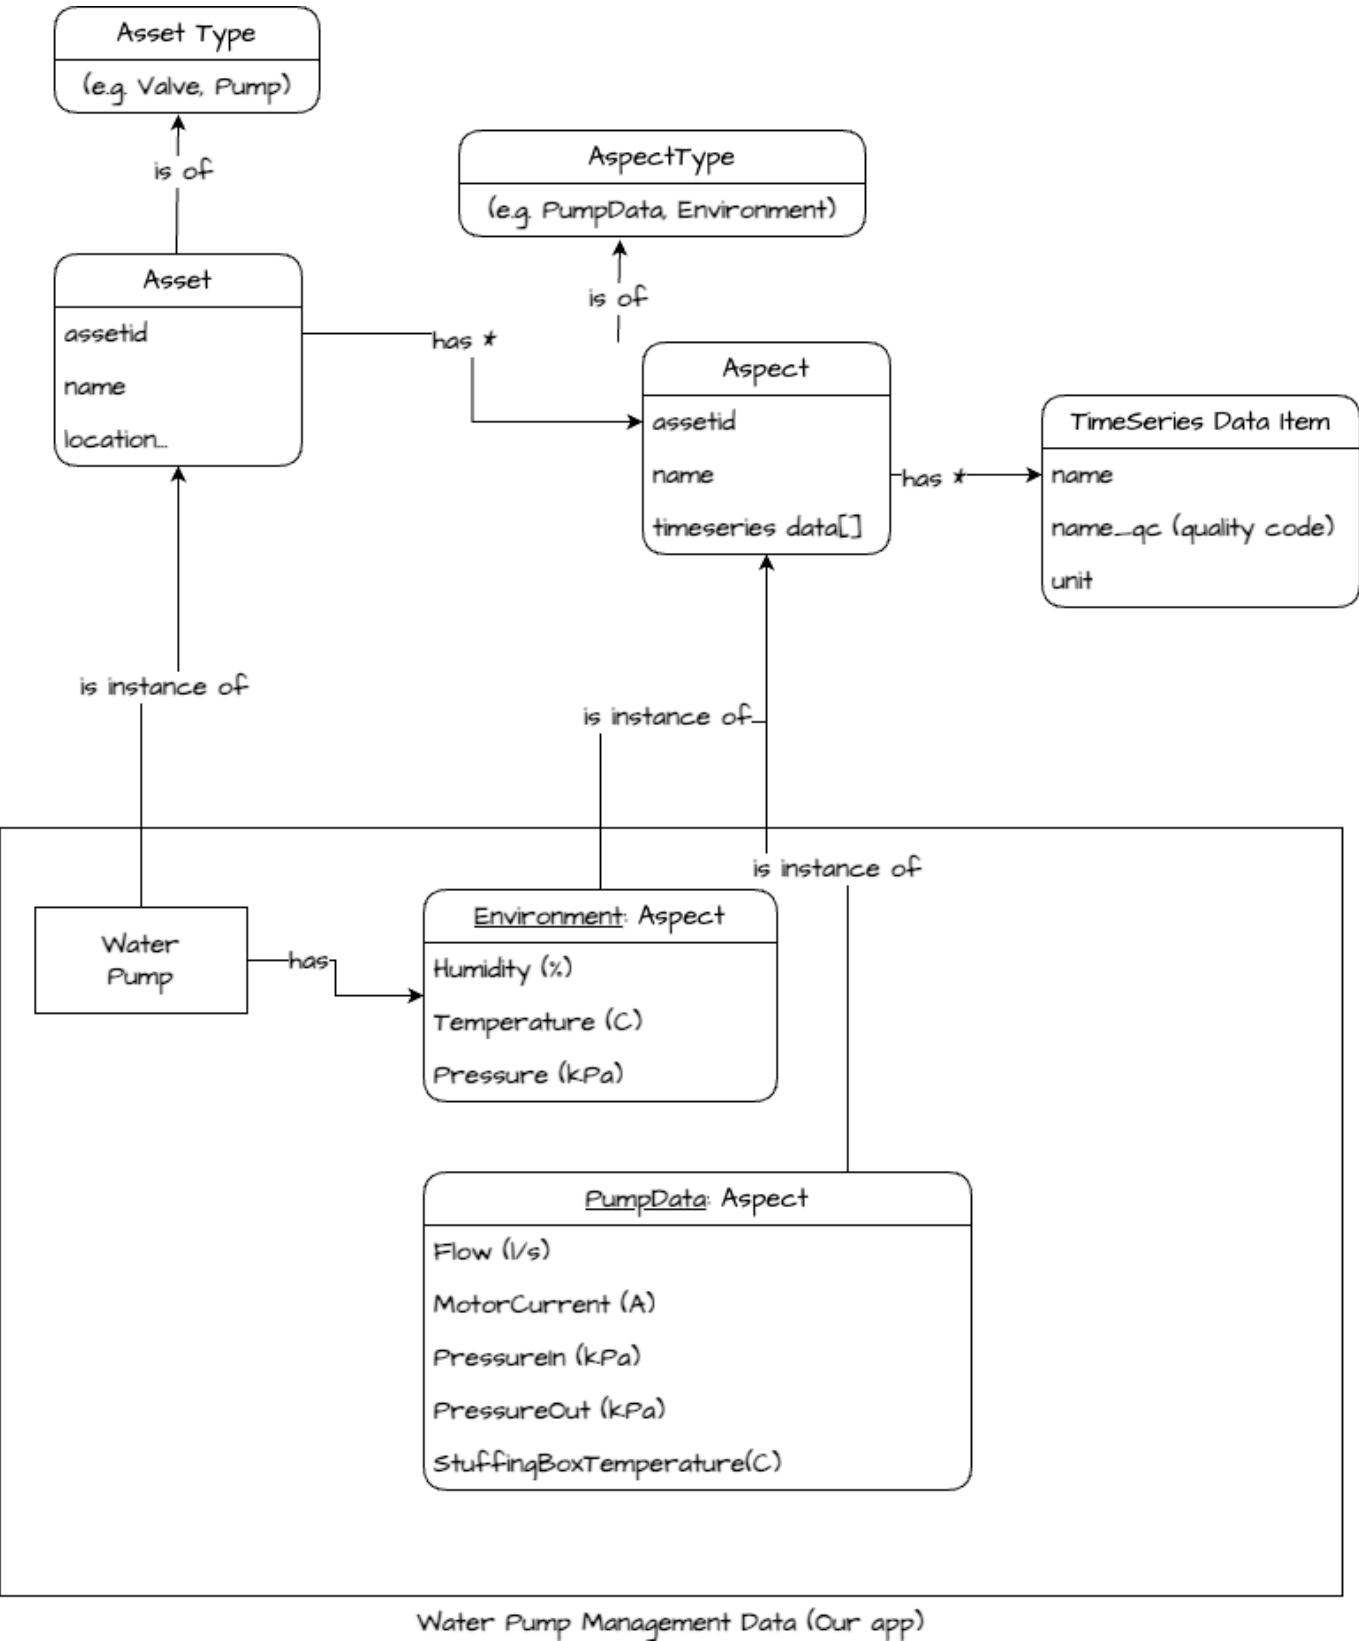 Asset Type
(e.g. Valve, Pump)
is of
AspectType
(e.g. PumpData, Environment)
is of
Asset
assetid
name
location...
has *
Aspect
assetid
name
timeseries data[]
has *
TimeSeries Data Item
name
name_qc (quality code)
unit
is instance of
is instance of
is instance of
Water
Pump
has
Environment: Aspect
Humidity (%)
Temperature (C)
Pressure (kPa)
PumpData: Aspect
Flow (l/s)
MotorCurrent (A)
PressureIn (kPa)
PressureOut (kPa)
StuffingBoxTemperature(C)
Water Pump Management Data (Our app)